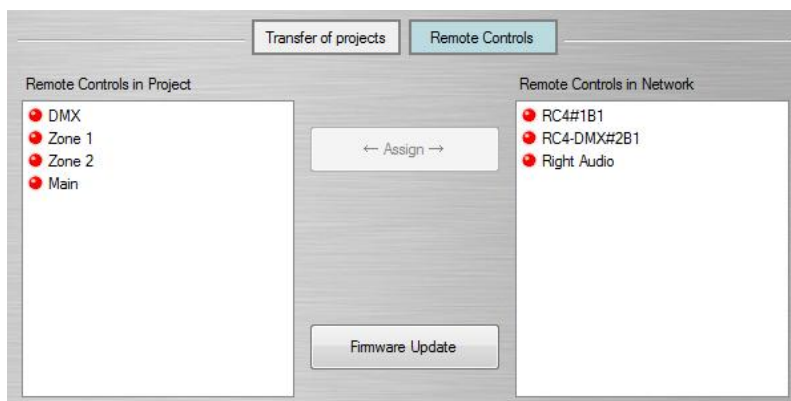 Transfer of projects
Remote Controls
Remote Controls in Project
DMX
Zone 1
Zone 2
Main
← Assign →
Firmware Update
Remote Controls in Network
RC4#1B1
RC4-DMX#2B1
Right Audio